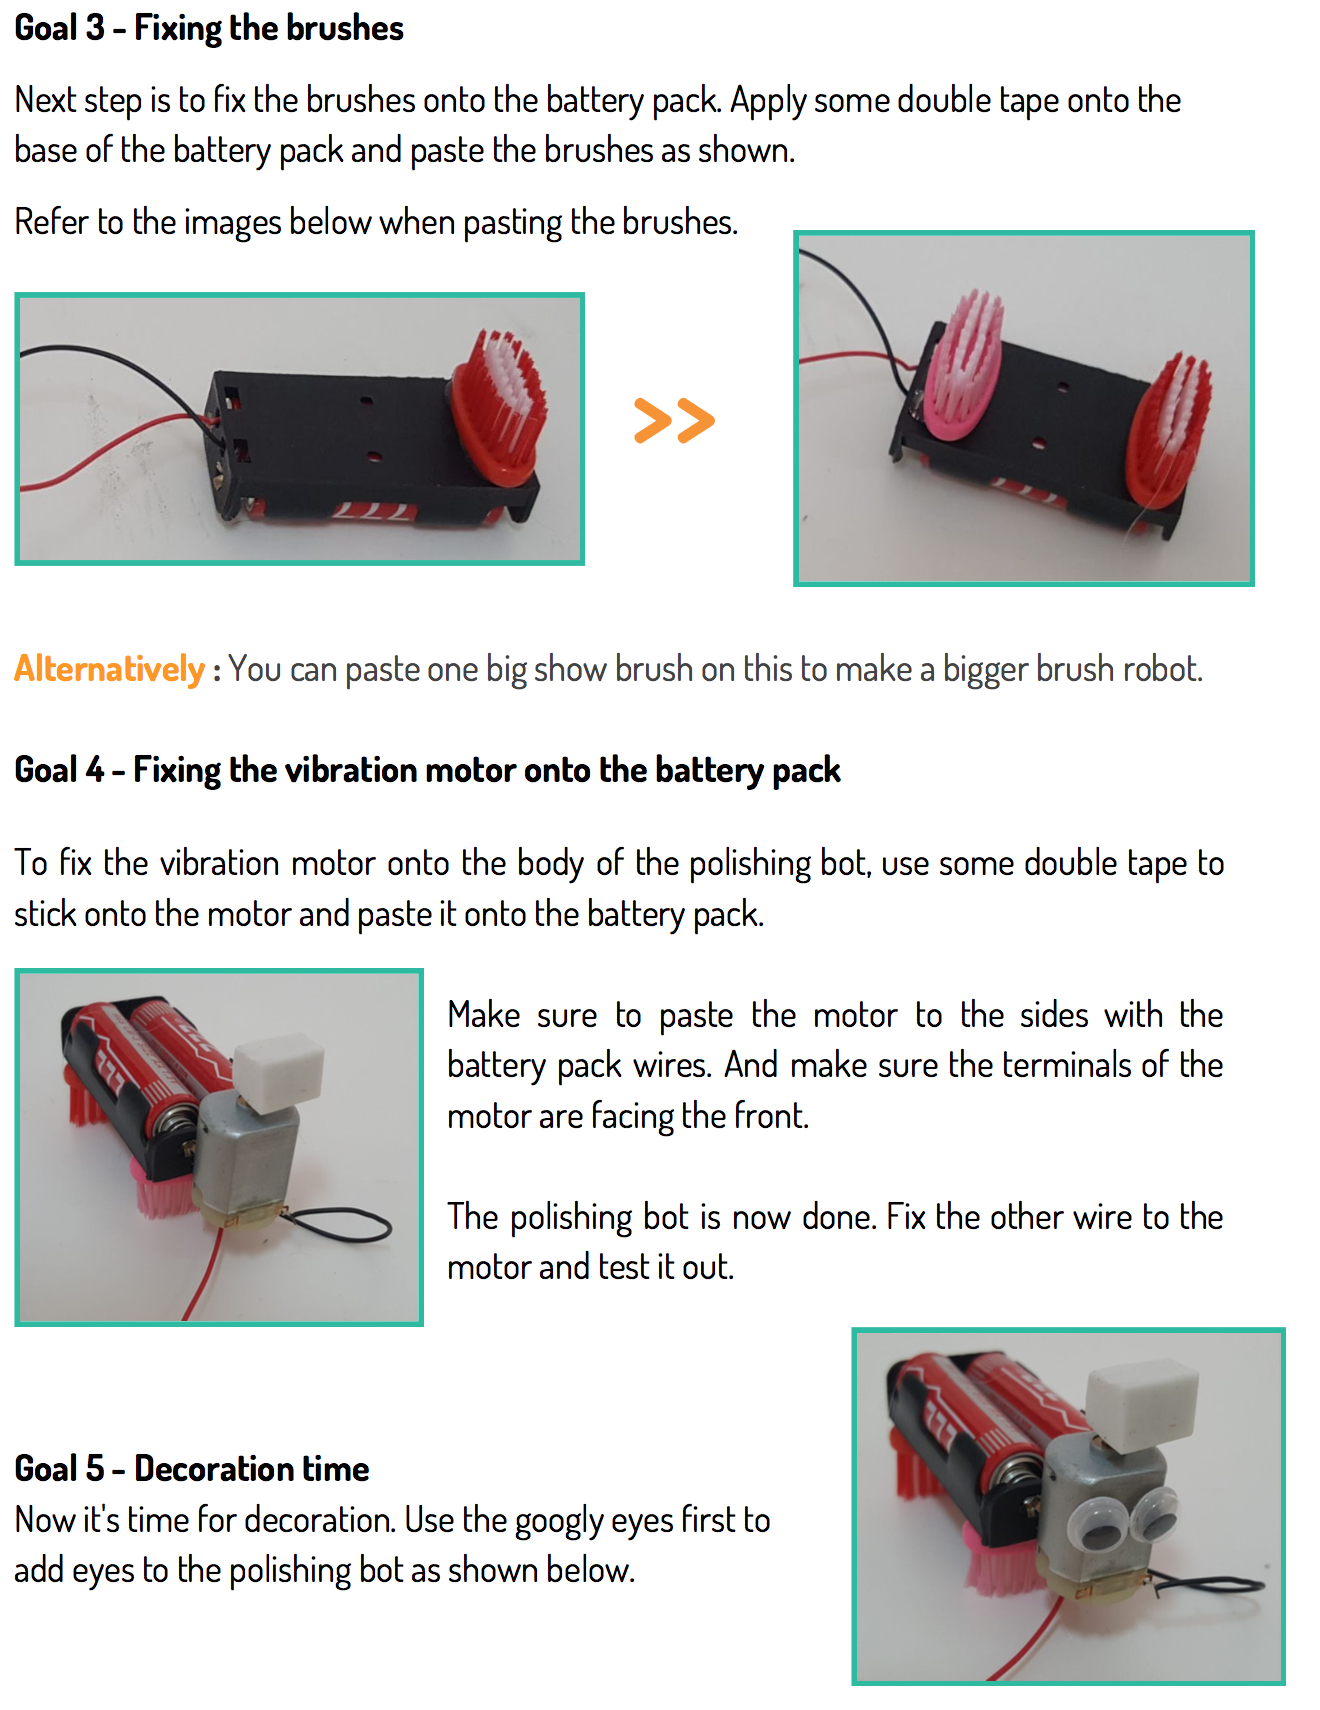 Goal 3 - Fixing the brushes
Next step is to fix the brushes onto the battery pack. Apply some double tape onto the
base of the battery pack and paste the brushes as shown.
Refer to the images below when pasting the brushes.
>>
Alternatively : You can paste one big show brush on this to make a bigger brush robot.
Goal 4 - Fixing the vibration motor onto the battery pack
To fix the vibration motor onto the body of the polishing bot, use some double tape to
stick onto the motor and paste it onto the battery pack.
Make sure to paste the motor to the sides with the
battery pack wires. And make sure the terminals of the
motor are facing the front.
The polishing bot is now done. Fix the other wire to the
motor and test it out.
Goal 5 - Decoration time
Now it's time for decoration. Use the googly eyes first to
add eyes to the polishing bot as shown below.